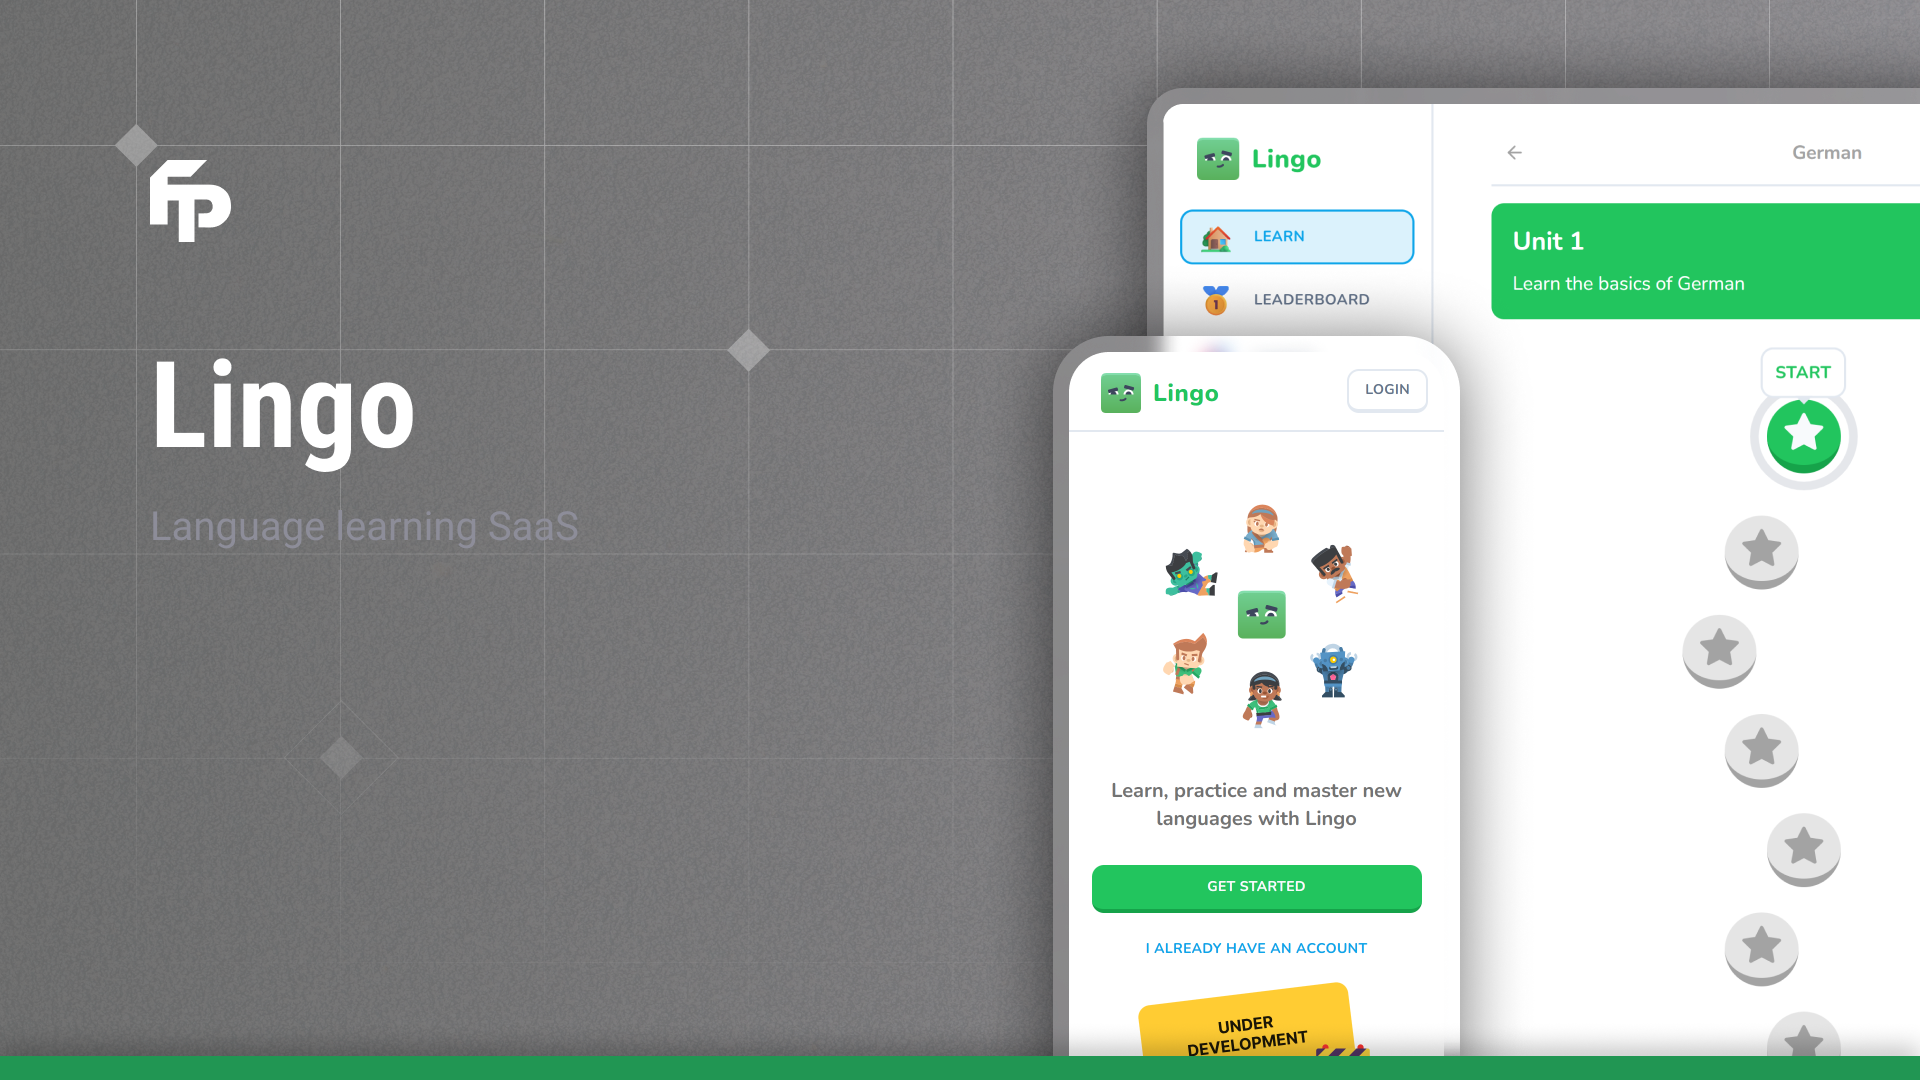 Lingo
Language learning SaaS
Lingo
LEARN
LEADERBOARD
German
Unit 1
Learn the basics of German
START
Lingo
LOGIN
Learn, practice and master new
languages with Lingo
GET STARTED
I ALREADY HAVE AN ACCOUNT
UNDER
DEVELOPMENT